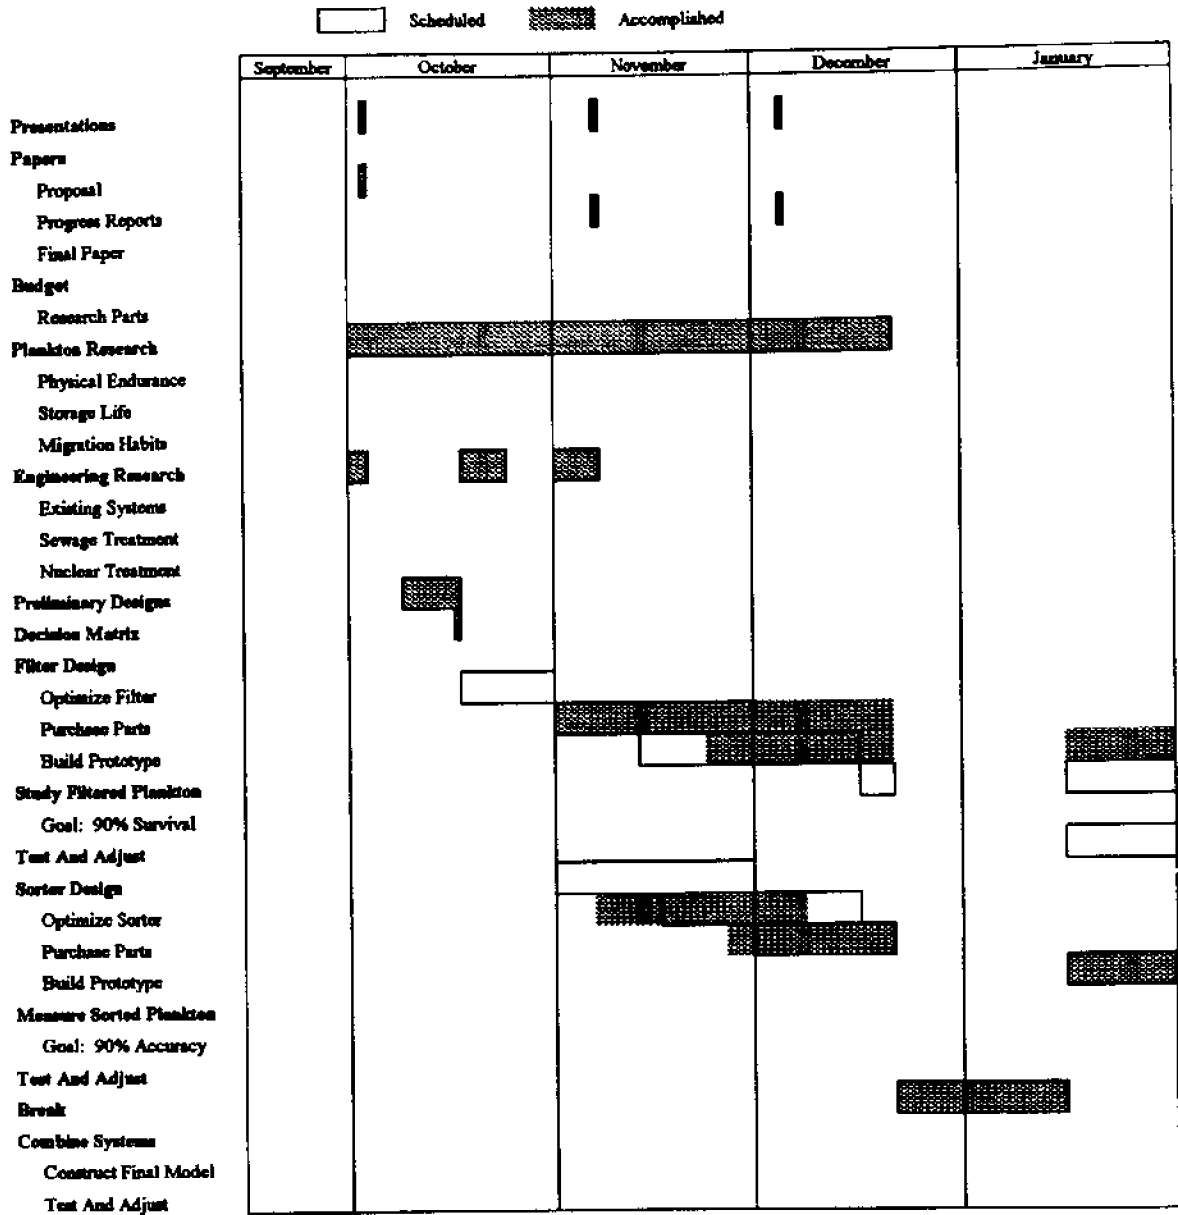 Scheduled Accomplished
September October November December January
Presentations
Papers
Proposal
Progress Reports
Final Paper
Budget
Research Parts
Plankton Research
Physical Endurance
Storage Life
Migration Habits
Engineering Research
Existing Systems
Sewage Treatment
Nuclear Treatment
Preliminary Designs
Decision Matrix
Filter Design
Optimize Filter
Purchase Parts
Build Prototype
Study Filtered Plankton
Goal: 90% Survival
Test And Adjust
Sorter Design
Optimize Sorter
Purchase Parts
Build Prototype
Measure Sorted Plankton
Goal: 90% Accuracy
Test And Adjust
Break
Combine Systems
Construct Final Model
Test And Adjust